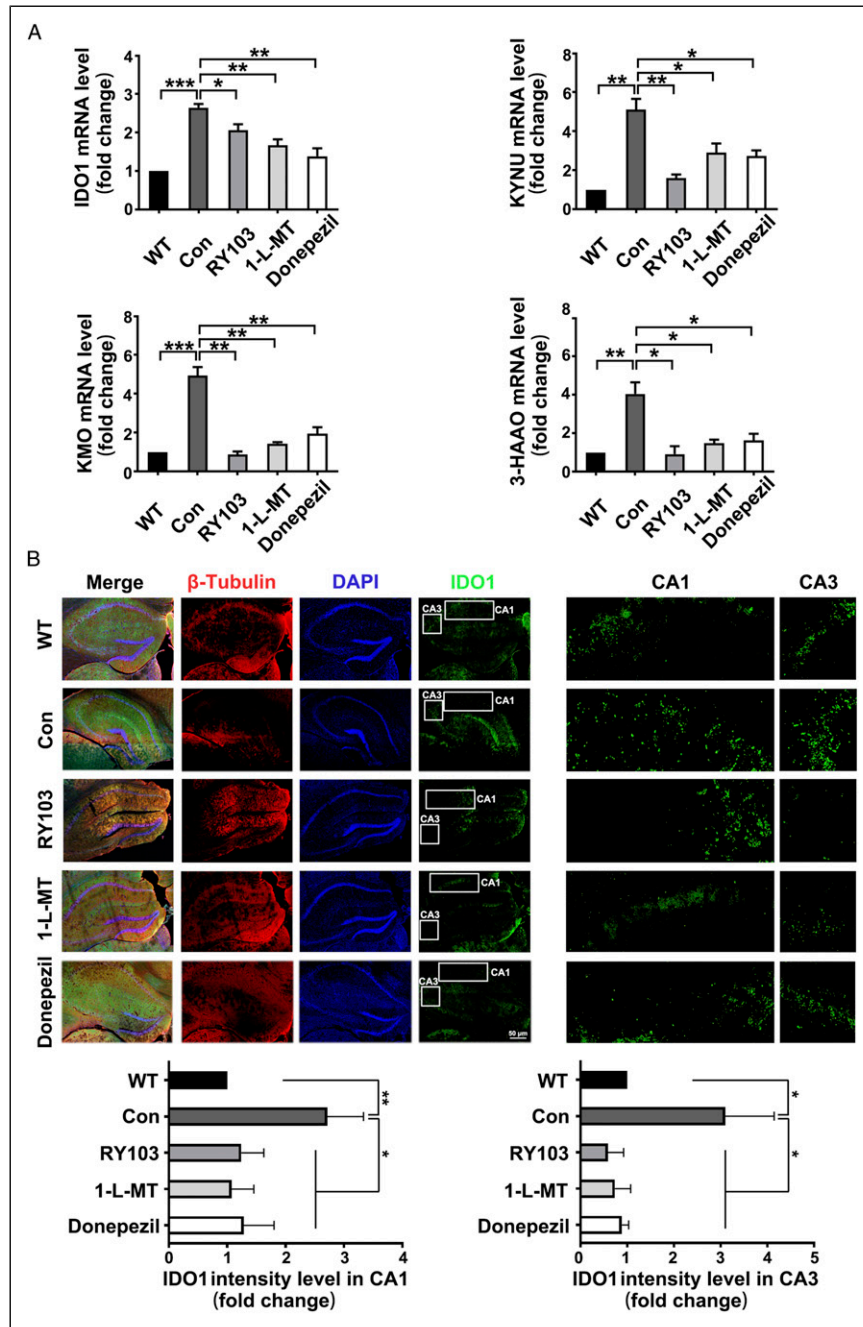 A
IDO1 mRNA level
(fold change)
4
3
2
1
0
***
*
**
**
WT
Con
RY103
1-L-MT
Donepezil
KYNU mRNA level
(fold change)
8
6
4
2
0
**
**
*
*
WT
Con
RY103
1-L-MT
Donepezil
KMO mRNA level
(fold change)
8
6
4
2
0
***
**
**
**
WT
Con
RY103
1-L-MT
Donepezil
3-HAAO mRNA level
(fold change)
8
6
4
2
0
**
*
*
*
WT
Con
RY103
1-L-MT
Donepezil
B
Merge β-Tubulin DAPI IDO1 CA1 CA3
WT
CA3
CA1
Con
CA3
CA1
RY103
CA1
CA3
1-L-MT
CA1
CA3
Donepezil
CA3
CA1
50 µm
WT
Con
RY103
1-L-MT
Donepezil
**
*
0 1 2 3 4
IDO1 intensity level in CA1
(fold change)
WT
Con
RY103
1-L-MT
Donepezil
*
*
0 1 2 3 4 5
IDO1 intensity level in CA3
(fold change)